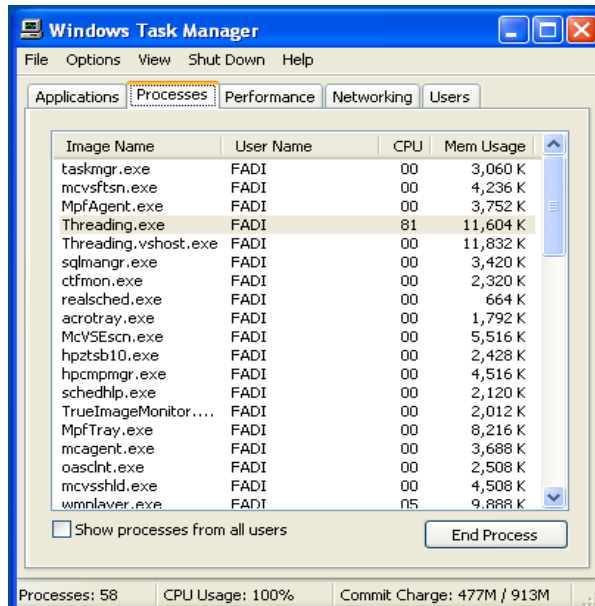 Windows Task Manager
File Options View Shut Down Help
Applications Processes Performance Networking Users
Image Name User Name CPU Mem Usage
taskmgr.exe FADI 00 3,060 K
mcvsftsn.exe FADI 00 4,236 K
MpfAgent.exe FADI 00 3,752 K
Threading.exe FADI 81 11,604 K
Threading.vshost.exe FADI 00 11,832 K
sqlmangr.exe FADI 00 3,420 K
ctfmon.exe FADI 00 2,320 K
realsched.exe FADI 00 664 K
acrotray.exe FADI 00 1,792 K
McVSEscn.exe FADI 00 5,516 K
hpztsb10.exe FADI 00 2,428 K
hpcmpmgr.exe FADI 00 4,516 K
schedhlp.exe FADI 00 2,120 K
TrueImageMonitor.... FADI 00 2,012 K
MpfTray.exe FADI 00 8,216 K
mcagent.exe FADI 00 3,688 K
oasclnt.exe FADI 00 2,508 K
mcvsshld.exe FADI 00 4,508 K
wmplayer.exe FADI 05 9,888 K
Show processes from all users End Process
Processes: 58 CPU Usage: 100% Commit Charge: 477M / 913M